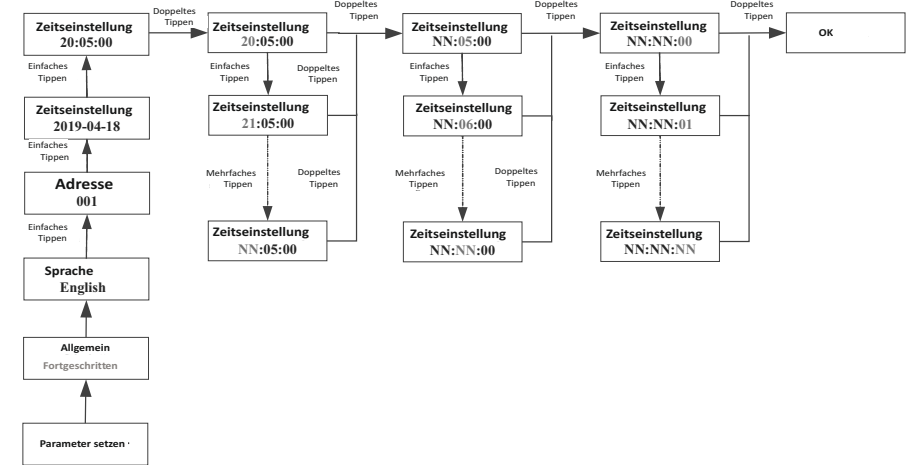 Doppeltes
Tippen
Doppeltes
Tippen
Doppeltes
Tippen
Doppeltes
Tippen
Zeitseinstellung
20:05:00
Zeitseinstellung
20:05:00
Zeitseinstellung
NN:05:00
Zeitseinstellung
NN:NN:00
OK
Einfaches
Tippen
Einfaches
Tippen
Doppeltes
Tippen
Einfaches
Tippen
Einfaches
Tippen
Zeitseinstellung
2019-04-18
Zeitseinstellung
21:05:00
Zeitseinstellung
NN:06:00
Zeitseinstellung
NN:NN:01
Einfaches
Tippen
Mehrfaches
Tippen
Doppeltes
Tippen
Mehrfaches
Tippen
Doppeltes
Tippen
Mehrfaches
Tippen
Adresse
001
Einfaches
Tippen
Zeitseinstellung
NN:05:00
Zeitseinstellung
NN:NN:00
Zeitseinstellung
NN:NN:NN
Sprache
English
Allgemein
Fortgeschritten
Parameter setzen